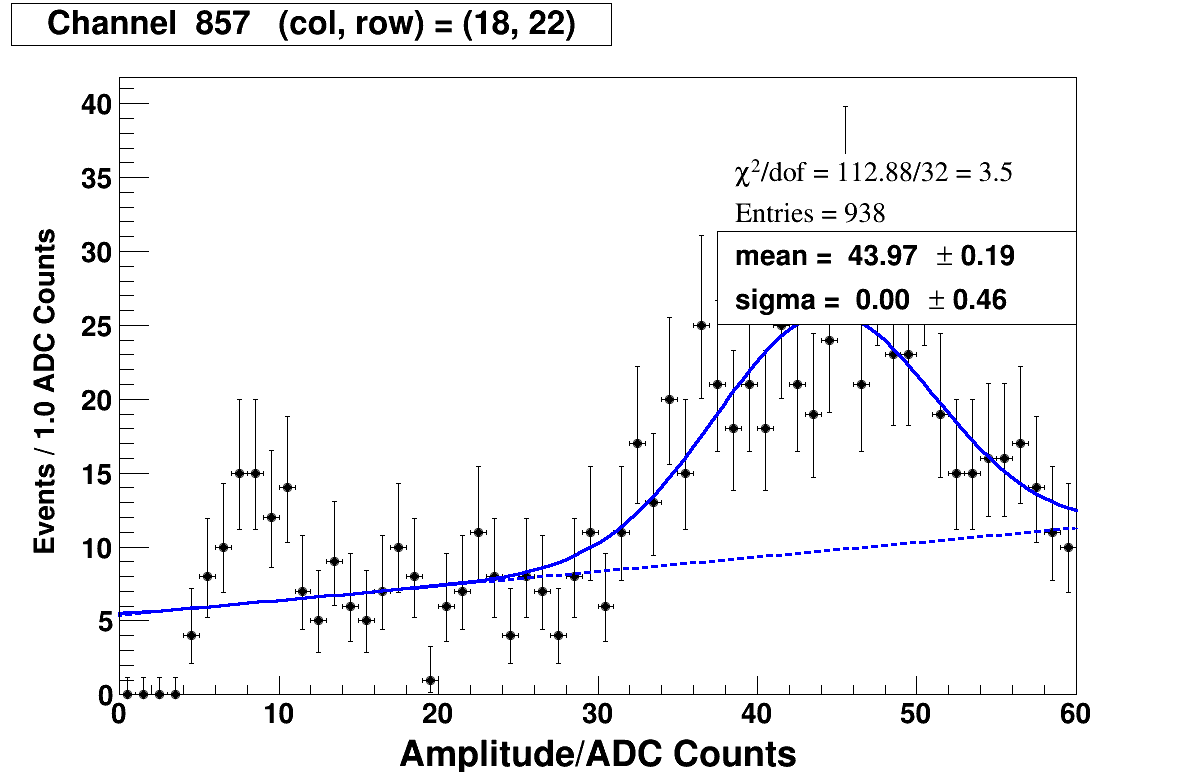 Channel 857 (col, row) = (18, 22)
40
35
30
25
20
15
10
5
0
Events / 1.0 ADC Counts
χ²/dof = 112.88/32 = 3.5
Entries = 938
mean = 43.97 ± 0.19
sigma = 0.00 ± 0.46
0 10 20 30 40 50 60
Amplitude/ADC Counts